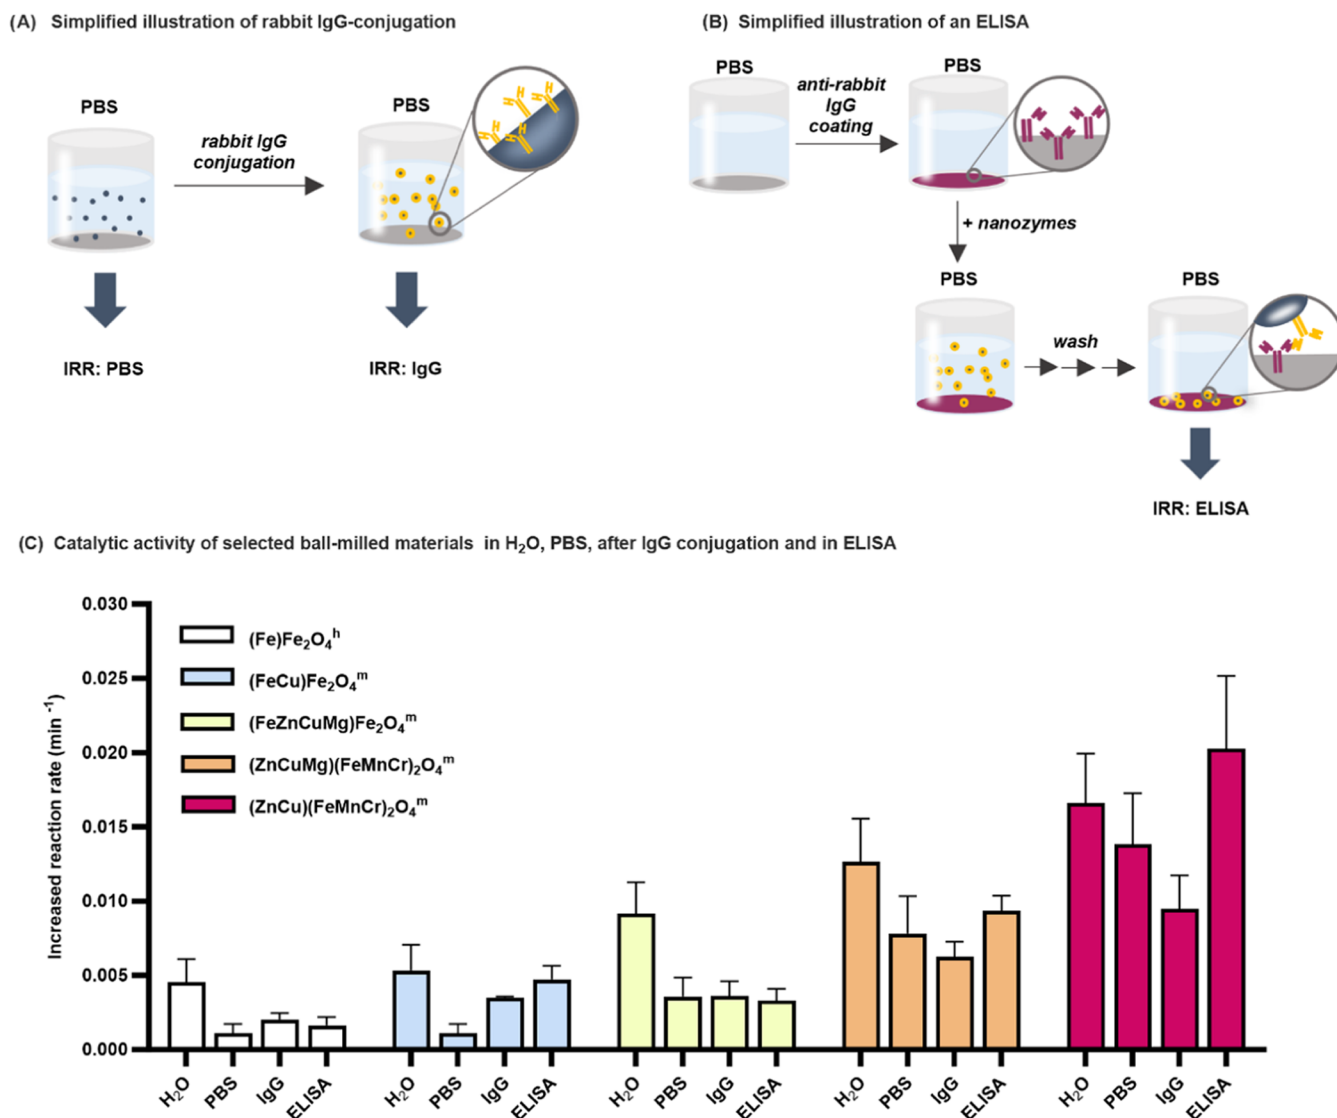 (A) Simplified illustration of rabbit IgG-conjugation
PBS
rabbit IgG
conjugation
PBS
IRR: PBS
IRR: IgG
(B) Simplified illustration of an ELISA
PBS
anti-rabbit
IgG
coating
PBS
+ nanozymes
PBS
wash
PBS
IRR: ELISA
(C) Catalytic activity of selected ball-milled materials in H₂O, PBS, after IgG conjugation and in ELISA
Increased reaction rate (min ⁻¹)
0.030
0.025
0.020
0.015
0.010
0.005
0.000
(Fe)Fe₂O₄ʰ
(FeCu)Fe₂O₄ᵐ
(FeZnCuMg)Fe₂O₄ᵐ
(ZnCuMg)(FeMnCr)₂O₄ᵐ
(ZnCu)(FeMnCr)₂O₄ᵐ
H₂O PBS IgG ELISA H₂O PBS IgG ELISA H₂O PBS IgG ELISA H₂O PBS IgG ELISA H₂O PBS IgG ELISA